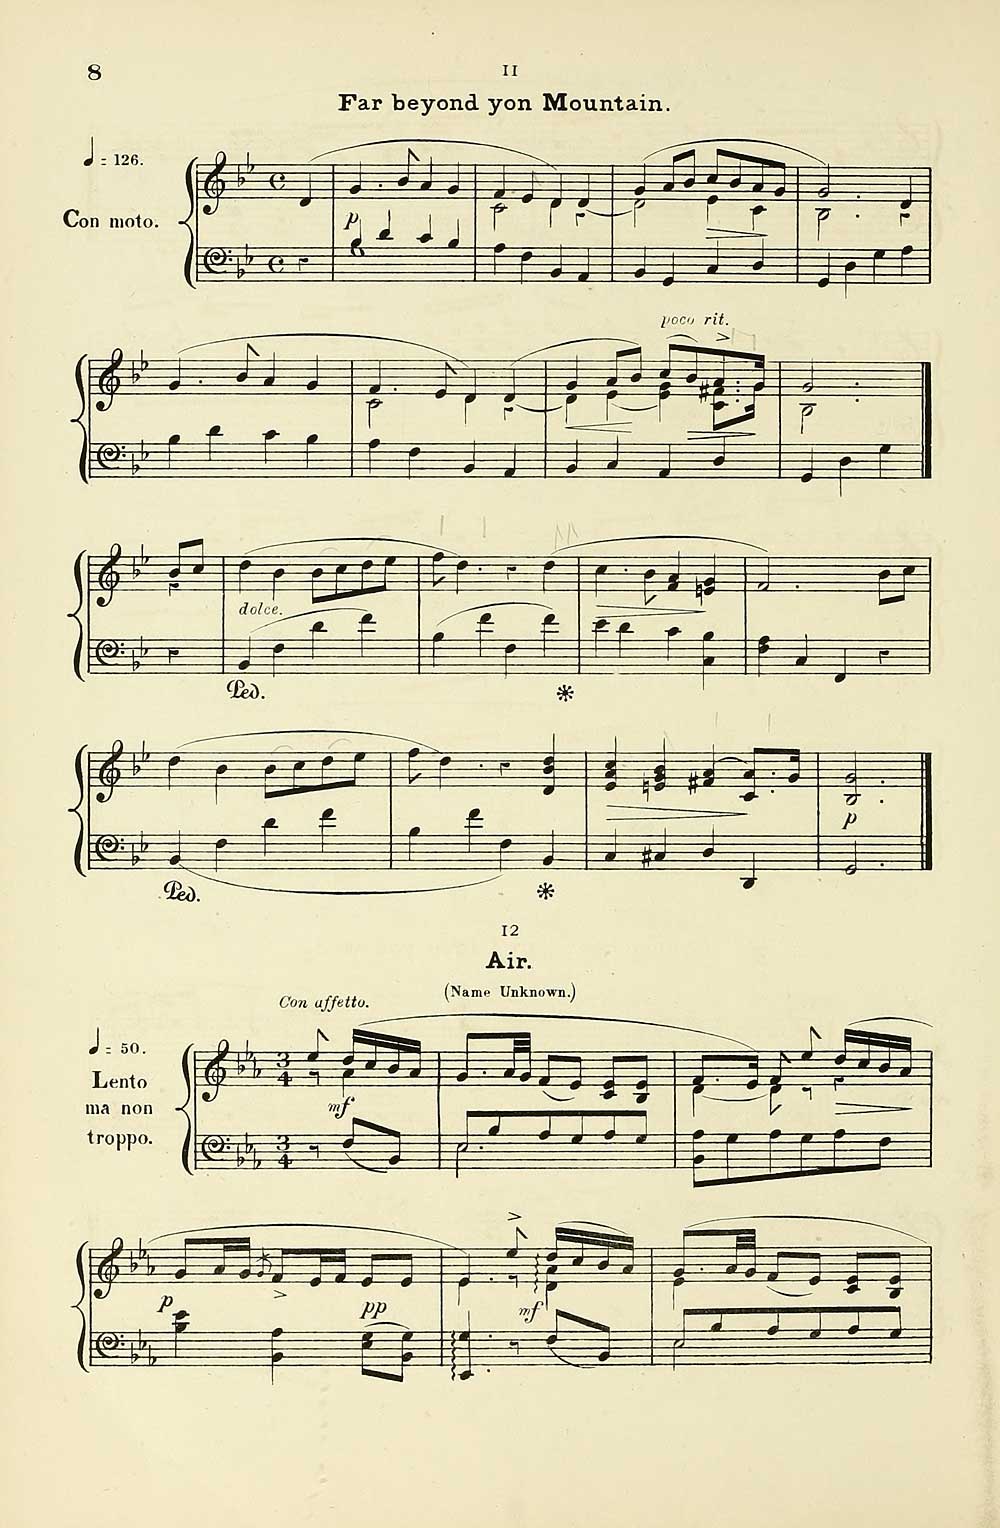 8
11
Far beyond yon Mountain.
♩ = 126.
Con moto.
p
poco rit.
dolce.
Ped. *
p
Ped. *
12
Air.
(Name Unknown.)
Con affetto.
♩ = 50.
Lento
ma non
troppo.
mf
p pp mf